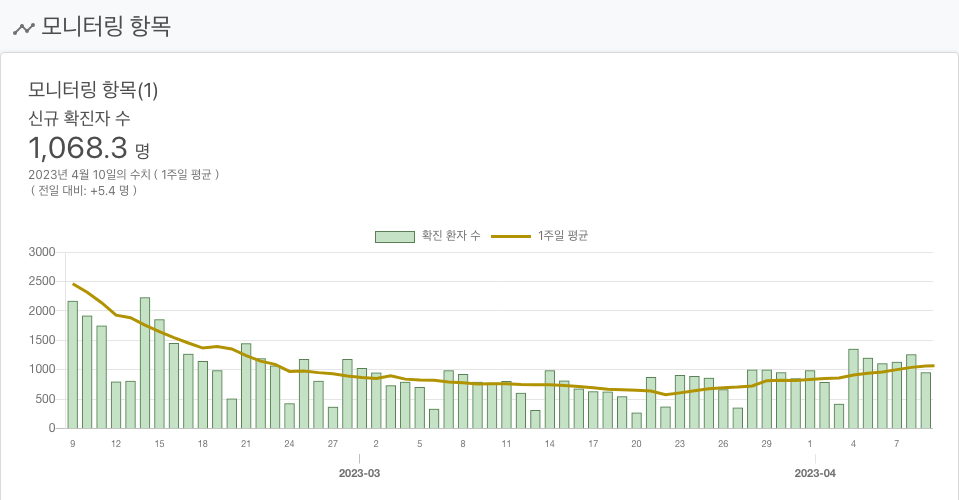 모니터링 항목
모니터링 항목(1)
신규 확진자 수
1,068.3 명
2023년 4월 10일의 수치 ( 1주일 평균 )
( 전일 대비: +5.4 명 )
확진 환자 수 1주일 평균
3000
2500
2000
1500
1000
500
0
9 12 15 18 21 24 27 2 5 8 11 14 17 20 23 26 29 1 4 7
2023-03 2023-04